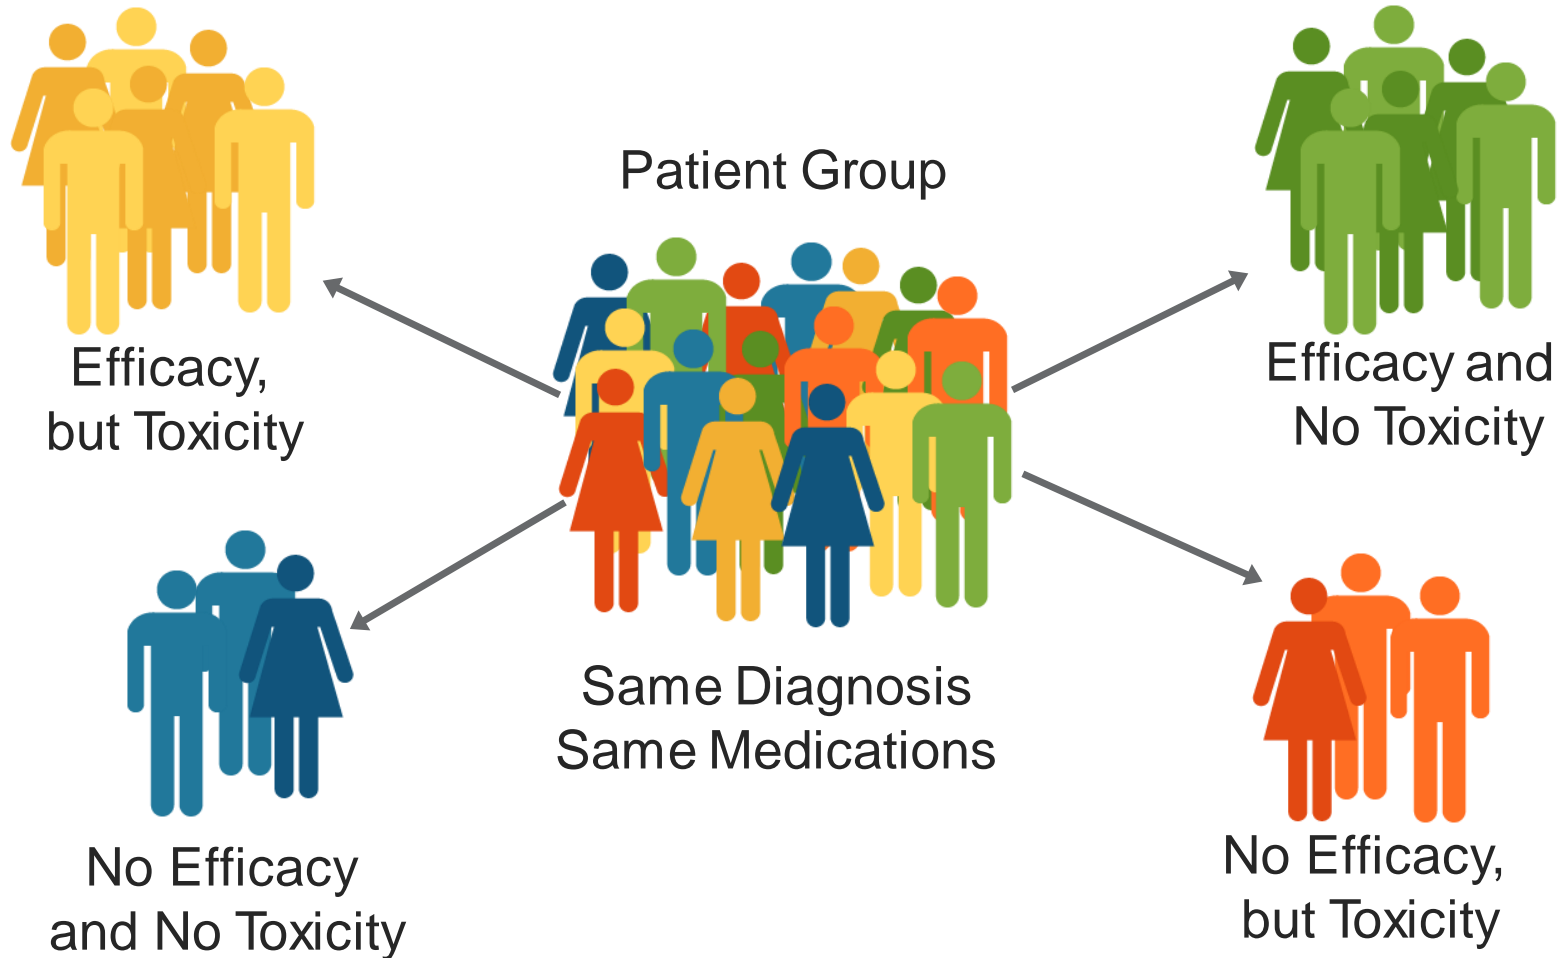 Patient Group
Efficacy,
but Toxicity
Efficacy and
No Toxicity
Same Diagnosis
Same Medications
No Efficacy
and No Toxicity
No Efficacy,
but Toxicity